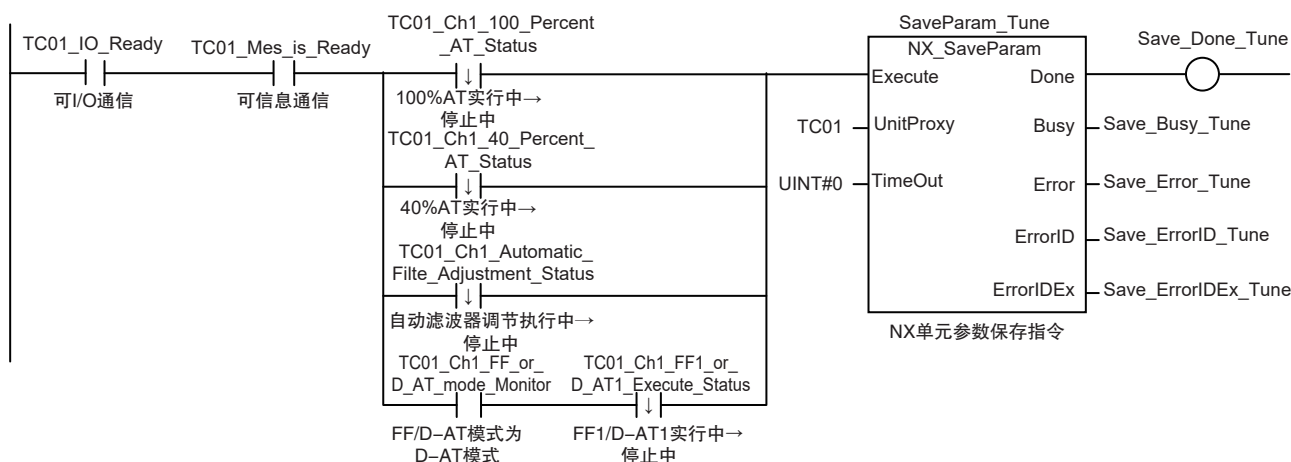 TC01_IO_Ready
可I/O通信
TC01_Mes_is_Ready
可信息通信
TC01_Ch1_100_Percent
_AT_Status
↓
100%AT实行中→
停止中
TC01_Ch1_40_Percent_
AT_Status
↓
40%AT实行中→
停止中
TC01_Ch1_Automatic_
Filte_Adjustment_Status
↓
自动滤波器调节执行中→
停止中
TC01_Ch1_FF_or_
D_AT_mode_Monitor
FF/D–AT模式为
D–AT模式
TC01_Ch1_FF1_or_
D_AT1_Execute_Status
↓
FF1/D–AT1实行中→
停止中
SaveParam_Tune
NX_SaveParam
Execute
Done
Save_Done_Tune
TC01
UnitProxy
Busy
Save_Busy_Tune
UINT#0
TimeOut
Error
Save_Error_Tune
ErrorID
Save_ErrorID_Tune
ErrorIDEx
Save_ErrorIDEx_Tune
NX单元参数保存指令